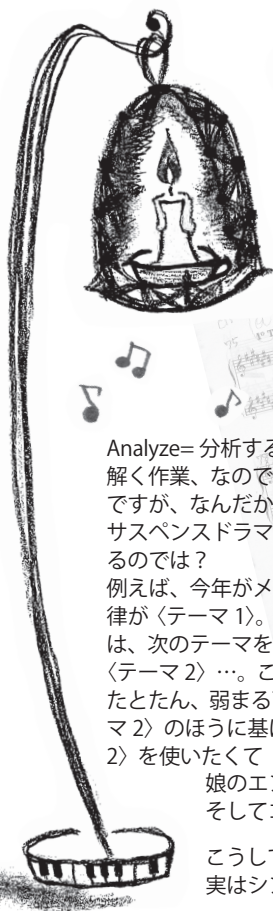 Analyze= 分析する
解く作業、なので
ですが、なんだか
サスペンスドラマ
るのでは？
例えば、今年がメ
律が〈テーマ 1〉。
は、次のテーマを
〈テーマ 2〉…。こ
たとたん、弱まる
マ 2〉のほうに基
2〉を使いたくて
娘のエ
そして
こうして
実はシ